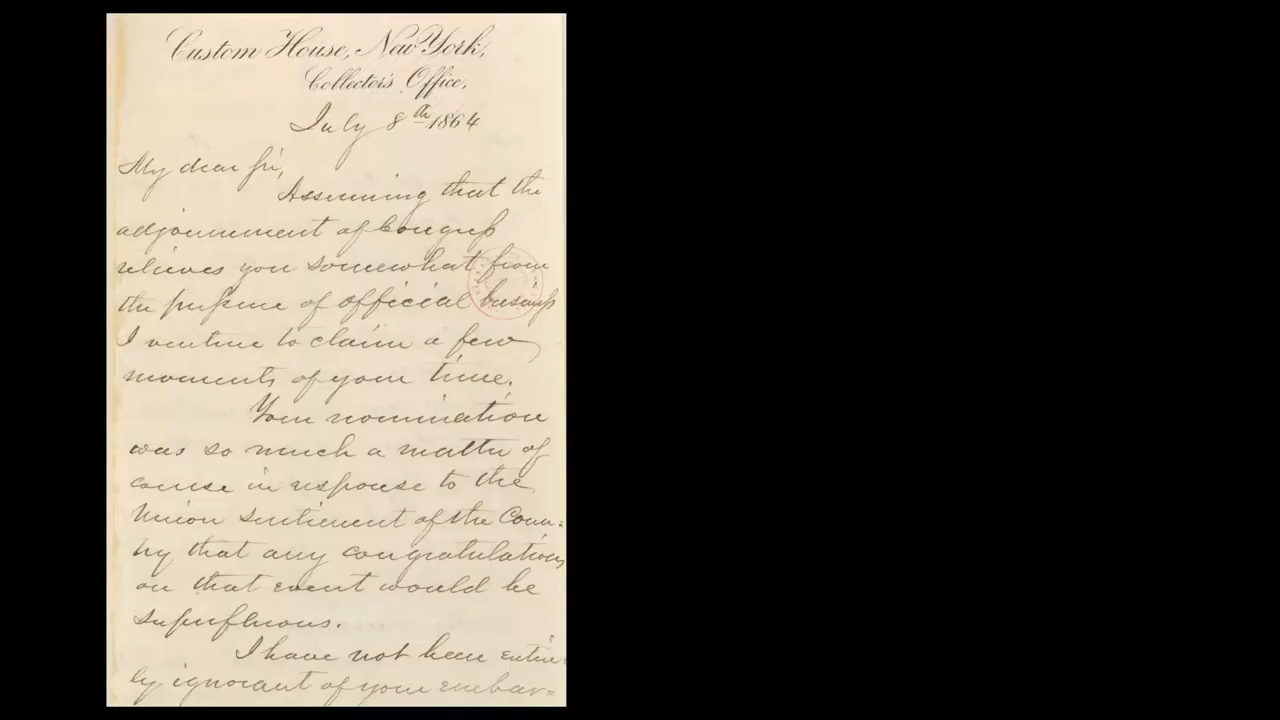 Custom House, New York,
Collector's Office,
July 8th 1864
My dear Sir,
Assuming that the
adjournment of Congress
relieves you somewhat from
the pressure of official business
I venture to claim a few
moments of your time.
Your nomination
was so much a matter of
course in response to the
Union sentiment of the Coun=
try that any congratulations
on that event would be
superfluous.
I have not been entire=
ly ignorant of your embar=